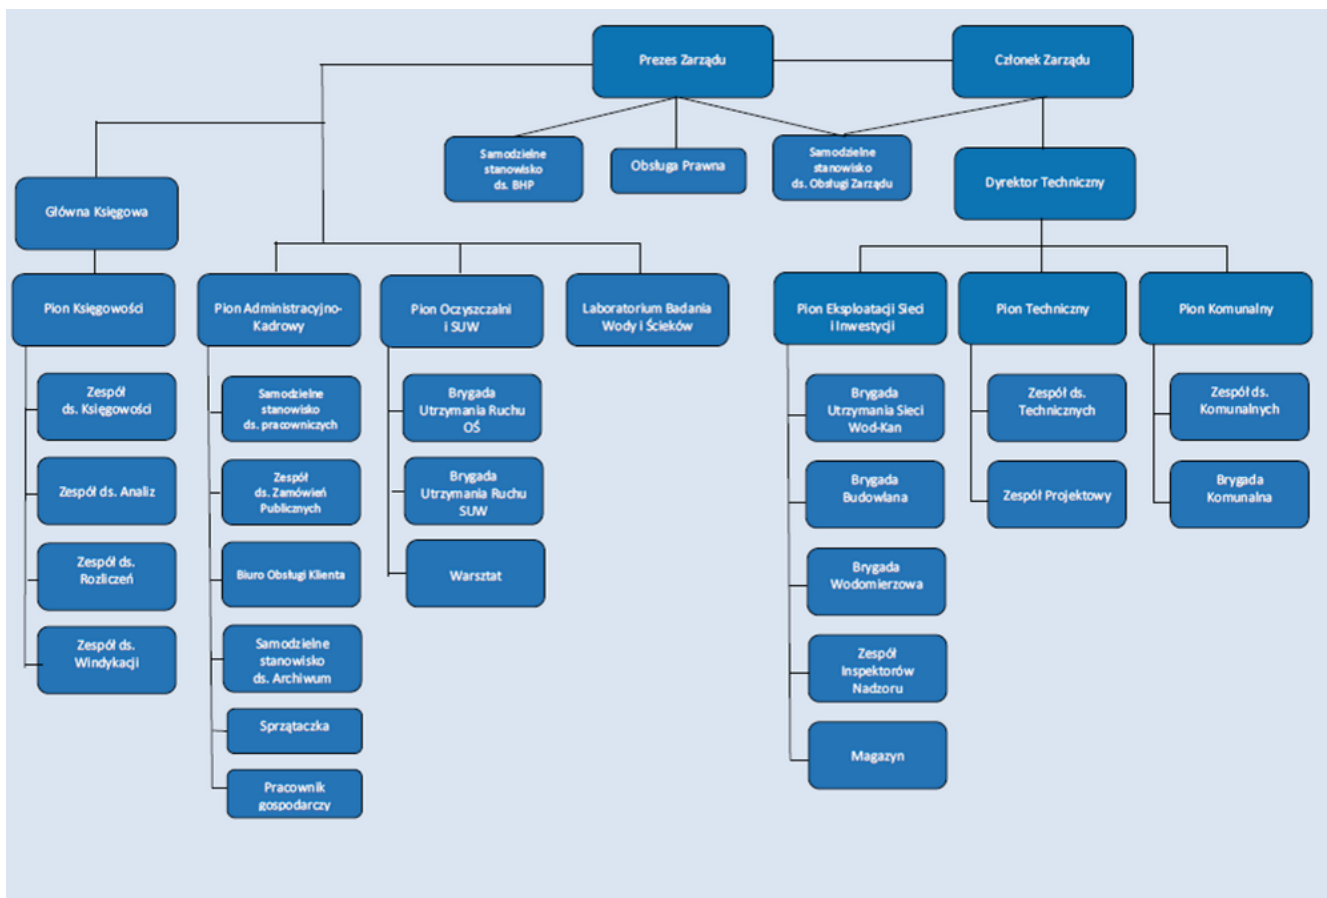 Prezes Zarządu
Członek Zarządu
Samodzielne
stanowisko
ds. BHP
Obsługa Prawna
Samodzielne
stanowisko
ds. Obsługi Zarządu
Dyrektor Techniczny
Główna Księgowa
Pion Księgowości
Pion Administracyjno-
Kadrowy
Pion Oczyszczalni
i SUW
Laboratorium Badania
Wody i Ścieków
Pion Eksploatacji Sieci
i Inwestycji
Pion Techniczny
Pion Komunalny
Zespół
ds. Księgowości
Zespół ds. Analiz
Zespół ds.
Rozliczeń
Zespół ds.
Windykacji
Samodzielne
stanowisko
ds. pracowniczych
Zespół
ds. Zamówień
Publicznych
Biuro Obsługi Klienta
Samodzielne
stanowisko
ds. Archiwum
Sprzątaczka
Pracownik
gospodarczy
Brygada
Utrzymania Ruchu
OŚ
Brygada
Utrzymania Ruchu
SUW
Warsztat
Brygada
Utrzymania Sieci
Wod-Kan
Brygada
Budowlana
Brygada
Wodomierzowa
Zespół
Inspektorów
Nadzoru
Magazyn
Zespół ds.
Technicznych
Zespół Projektowy
Zespół ds.
Komunalnych
Brygada
Komunalna